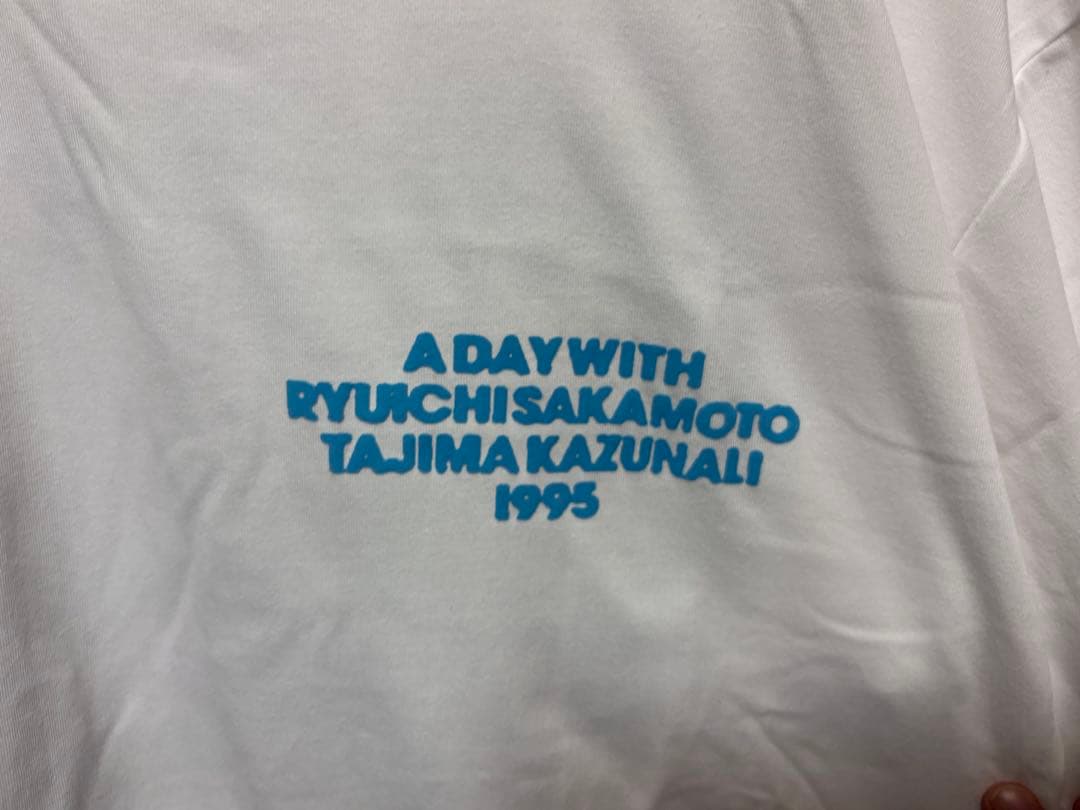 A DAY WITH
RYUICHI SAKAMOTO
TAJIMA KAZUNALI
1995